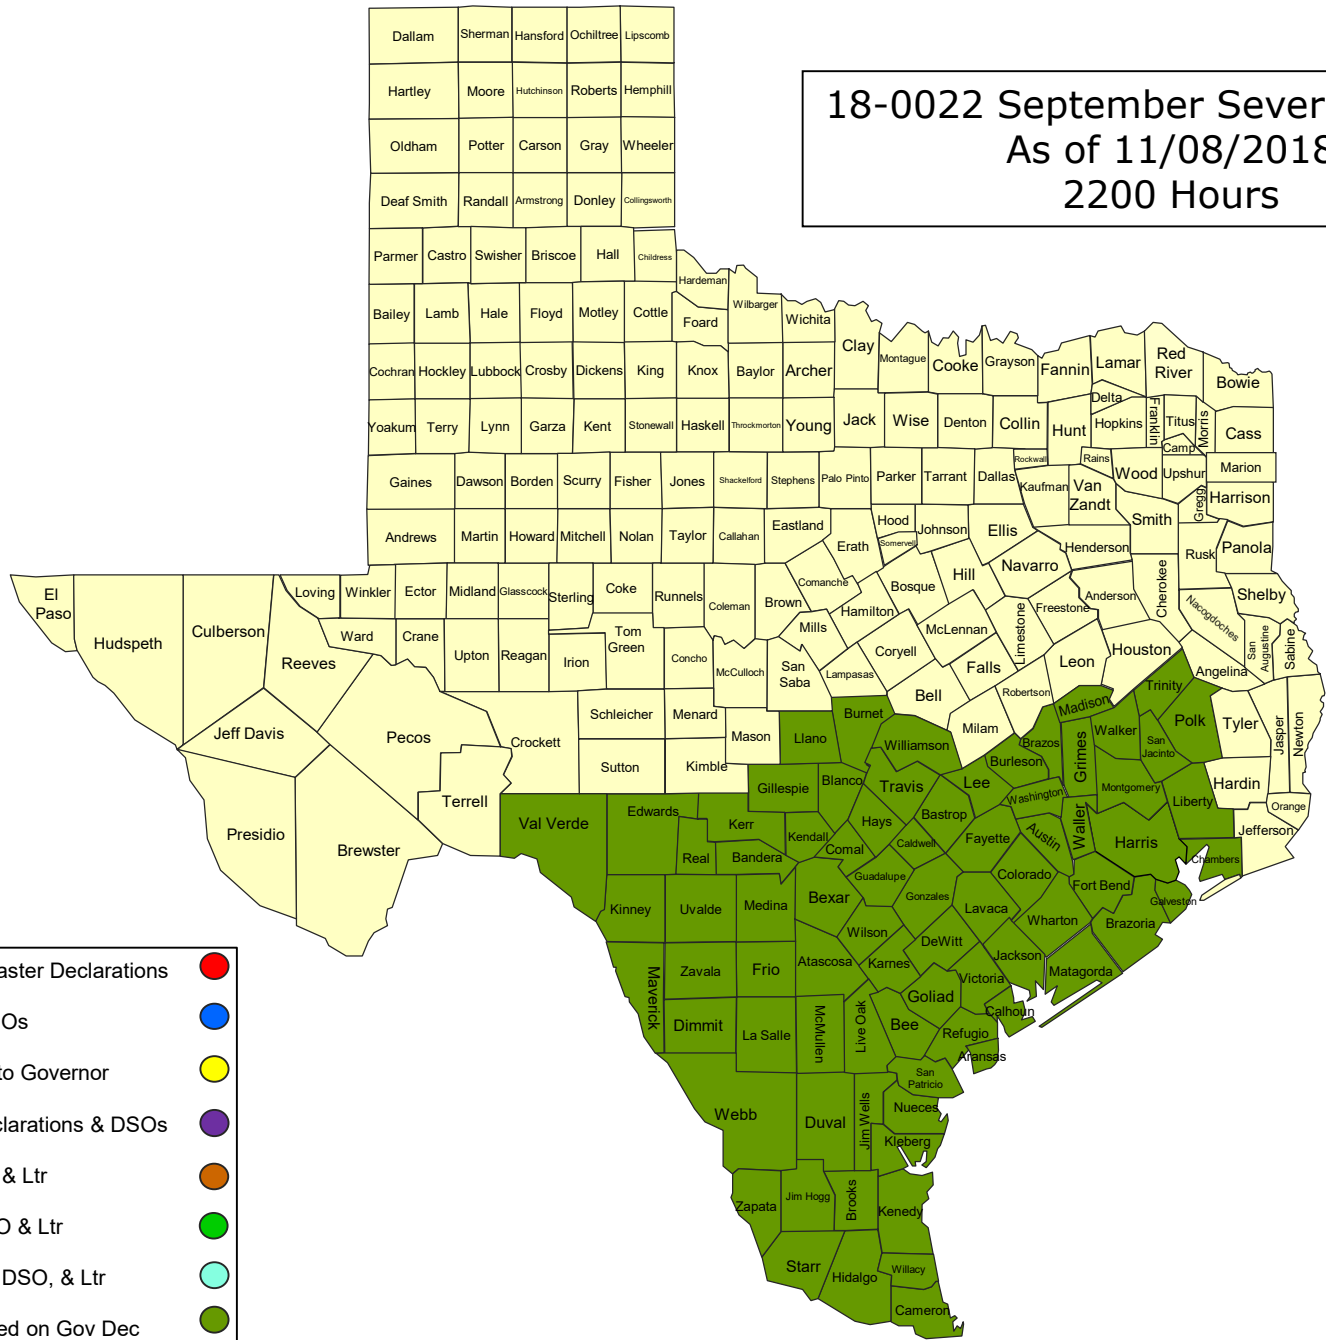 18-0022 September Sever
As of 11/08/2018
2200 Hours
Dallam Sherman Hansford Ochiltree Lipscomb
Hartley Moore Hutchinson Roberts Hemphill
Oldham Potter Carson Gray Wheeler
Deaf Smith Randall Armstrong Donley Collingsworth
Parmer Castro Swisher Briscoe Hall Childress
Hardeman
Bailey Lamb Hale Floyd Motley Cottle Foard Wilbarger Wichita
Clay Montague Cooke Grayson Fannin Lamar Red
River
Bowie
Cochran Hockley Lubbock Crosby Dickens King Knox Baylor Archer
Delta
Yoakum Terry Lynn Garza Kent Stonewall Haskell Throckmorton Young Jack Wise Denton Collin Hunt Hopkins Franklin Titus Morris Cass
Camp
Rockwall Rains
Gaines Dawson Borden Scurry Fisher Jones Shackelford Stephens Palo Pinto Parker Tarrant Dallas Kaufman Van
Zandt
Wood Upshur Marion
Gregg Harrison
Andrews Martin Howard Mitchell Nolan Taylor Callahan Eastland Erath Hood Somervell Johnson Ellis Henderson Smith Rusk Panola
El
Paso
Hudspeth Culberson Loving Winkler Ector Midland Glasscock Sterling Coke Runnels Coleman Brown Comanche Hamilton Bosque Hill Navarro Freestone Anderson Cherokee Nacogdoches Shelby
Reeves Ward Crane Upton Reagan Irion Tom
Green
Concho McCulloch San
Saba
Mills Lampasas Coryell McLennan Limestone Falls Leon Houston Angelina San
Augustine
Sabine
Jeff Davis Pecos Crockett Schleicher Menard Mason Bell Robertson Milam
Sutton Kimble
Presidio Brewster Terrell
Trinity Polk Tyler Jasper Newton
Hardin Orange Jefferson
Llano Burnet Williamson Madison Brazos Grimes Walker San
Jacinto
Gillespie Blanco Travis Lee Burleson Washington Montgomery Liberty
Val Verde Edwards Kerr Kendall Hays Bastrop Fayette Austin Waller Harris Chambers
Real Bandera Comal Caldwell
Kinney Uvalde Medina Bexar Guadalupe Gonzales Lavaca Colorado Fort Bend Galveston
Wharton Brazoria
Maverick Zavala Frio Atascosa Wilson Karnes DeWitt Jackson Matagorda
Victoria Goliad Calhoun
Dimmit La Salle McMullen Live Oak Bee Refugio Aransas
San
Patricio
Webb Duval Jim Wells Nueces
Kleberg
Zapata Jim Hogg Brooks Kenedy
Starr Hidalgo Willacy
Cameron
aster Declarations
Os
to Governor
clarations & DSOs
& Ltr
O & Ltr
DSO, & Ltr
ed on Gov Dec